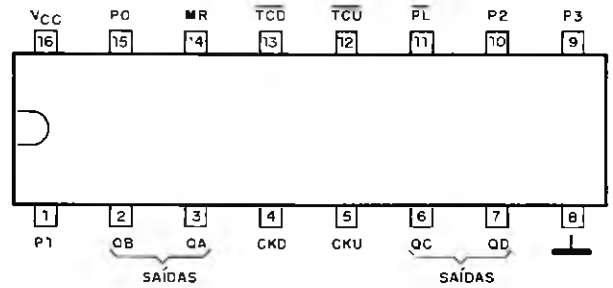 VCC P0 MR TCD TCU PL P2 P3
16 15 14 13 12 11 10 9
1 2 3 4 5 6 7 8
P1 QB QA CKD CKU QC QD
SAÍDAS SAÍDAS